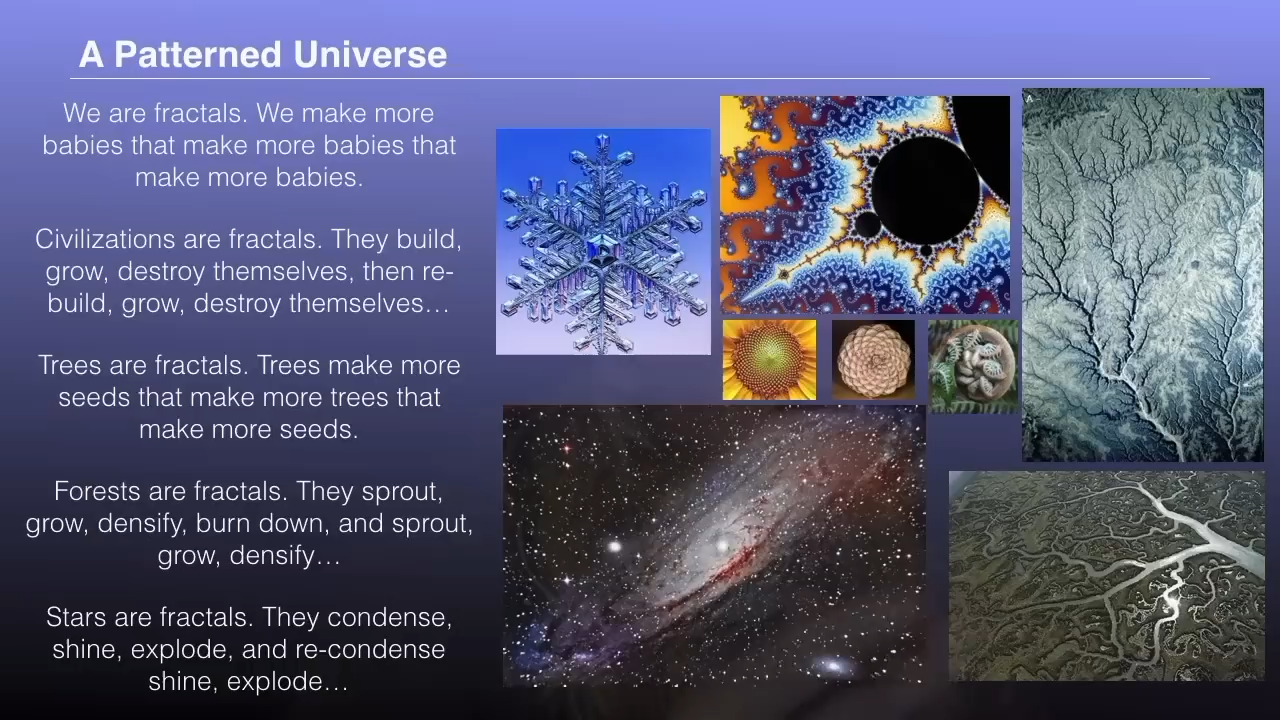 A Patterned Universe
We are fractals. We make more
babies that make more babies that
make more babies.
Civilizations are fractals. They build,
grow, destroy themselves, then re-
build, grow, destroy themselves…
Trees are fractals. Trees make more
seeds that make more trees that
make more seeds.
Forests are fractals. They sprout,
grow, densify, burn down, and sprout,
grow, densify…
Stars are fractals. They condense,
shine, explode, and re-condense
shine, explode…
A